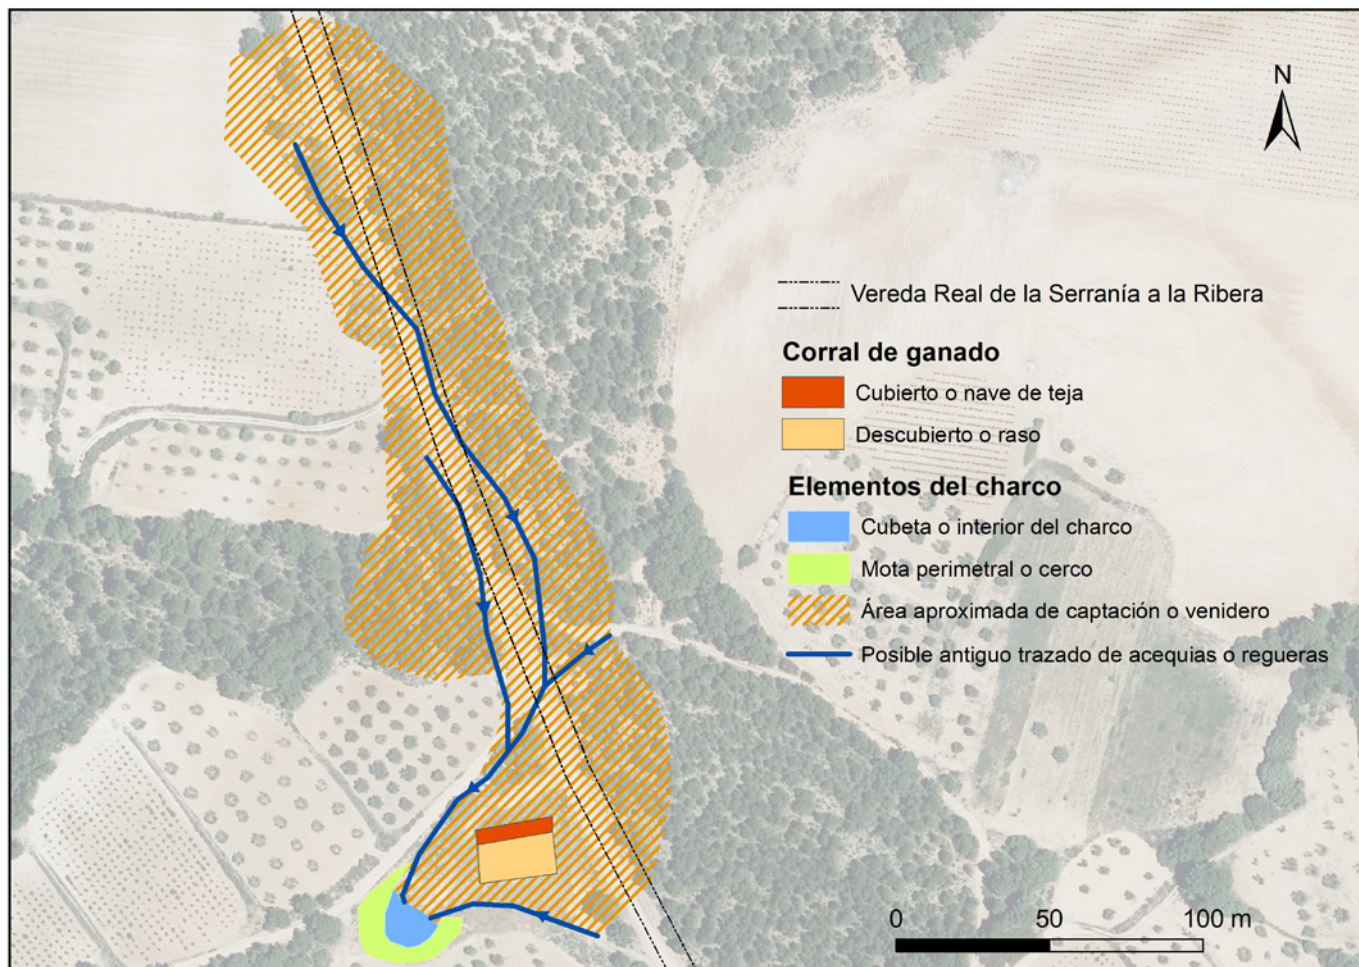 N
Vereda Real de la Serranía a la Ribera
Corral de ganado
Cubierto o nave de teja
Descubierto o raso
Elementos del charco
Cubeta o interior del charco
Mota perimetral o cerco
Área aproximada de captación o venidero
Posible antiguo trazado de acequias o regueras
0 50 100 m